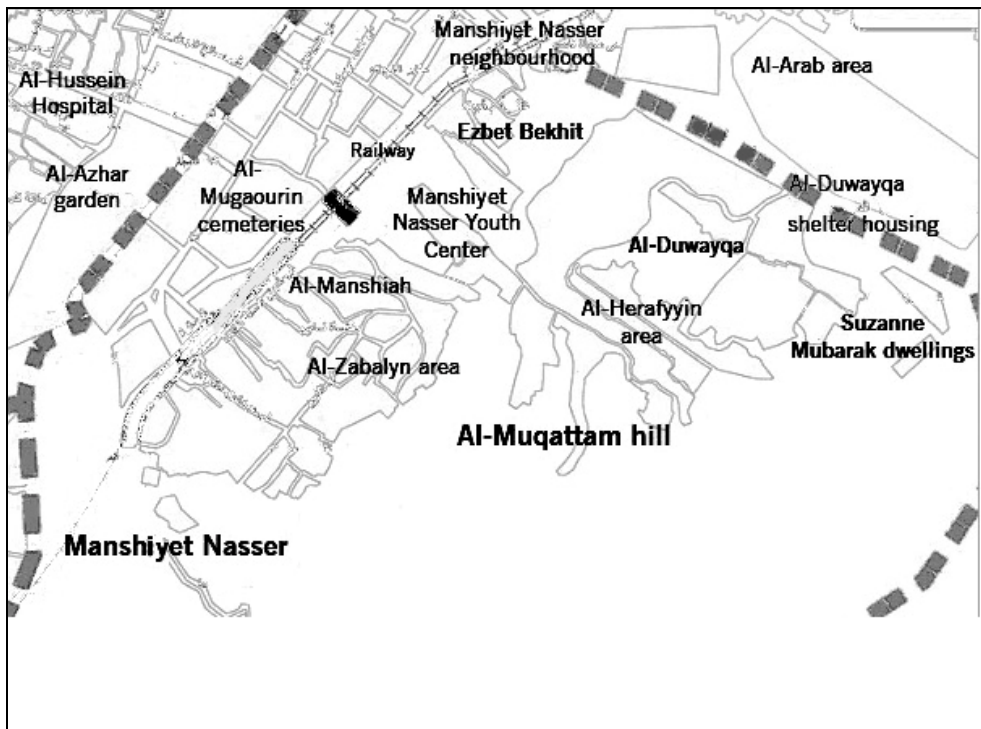 Manshiyet Nasser
neighbourhood
Al-Arab area
Al-Hussein
Hospital
Ezbet Bekhit
Railway
Al-Azhar
garden
Al-
Mugaourin
cemeteries
Manshiyet
Nasser Youth
Center
Al-Duwayqa
shelter housing
Al-Duwayqa
Al-Manshiah
Al-Herafyyin
area
Suzanne
Mubarak dwellings
Al-Zabalyn area
Al-Muqattam hill
Manshiyet Nasser